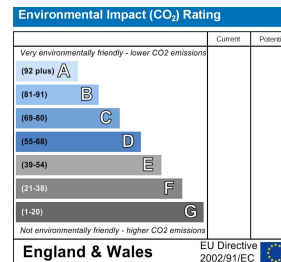 Environmental Impact (CO₂) Rating
Current Potenti
Very environmentally friendly - lower CO2 emissions
(92 plus) A
(81-91) B
(69-80) C
(55-68) D
(39-54) E
(21-38) F
(1-20) G
Not environmentally friendly - higher CO2 emissions
England & Wales
EU Directive
2002/91/EC